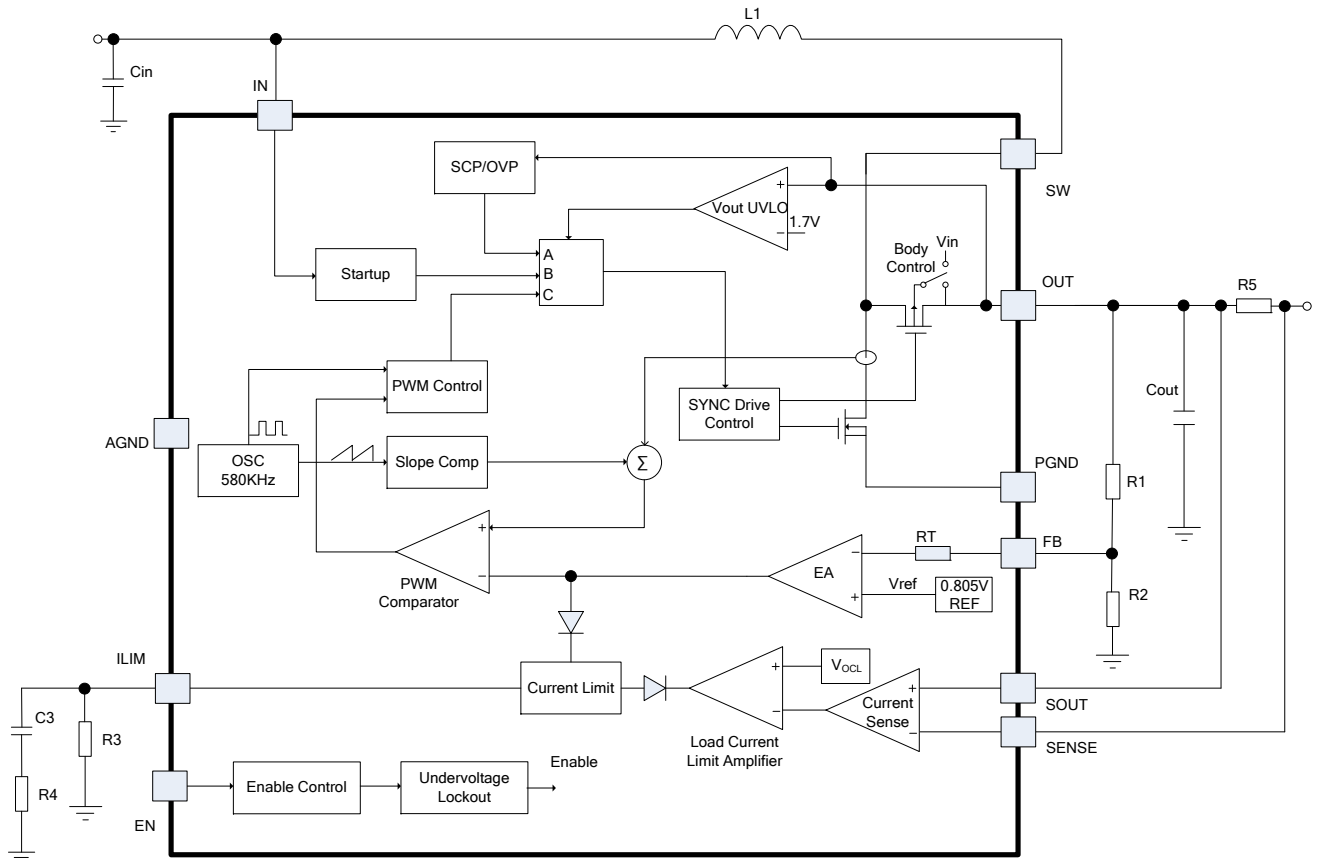 L1
Cin
IN
SCP/OVP
SW
+
Vout UVLO
1.7V
−
Body
Control
Vin
A
B
C
Startup
OUT
R5
PWM Control
SYNC Drive
Control
Cout
AGND
OSC
580KHz
Slope Comp
Σ
PGND
R1
+
−
PWM
Comparator
EA
−
+
RT
FB
Vref
0.805V
REF
R2
ILIM
Current Limit
+
−
VOCL
Load Current
Limit Amplifier
+
Current
Sense
−
SOUT
SENSE
C3
R3
R4
Enable Control
Undervoltage
Lockout
Enable
EN